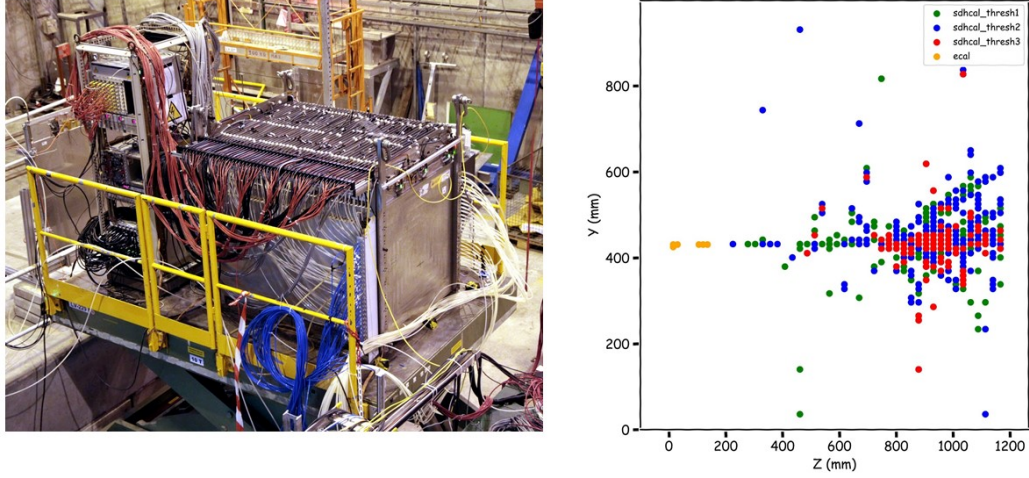 sdhcal_thresh1
sdhcal_thresh2
sdhcal_thresh3
ecal
Y (mm)
800
600
400
200
0
0 200 400 600 800 1000 1200
Z (mm)